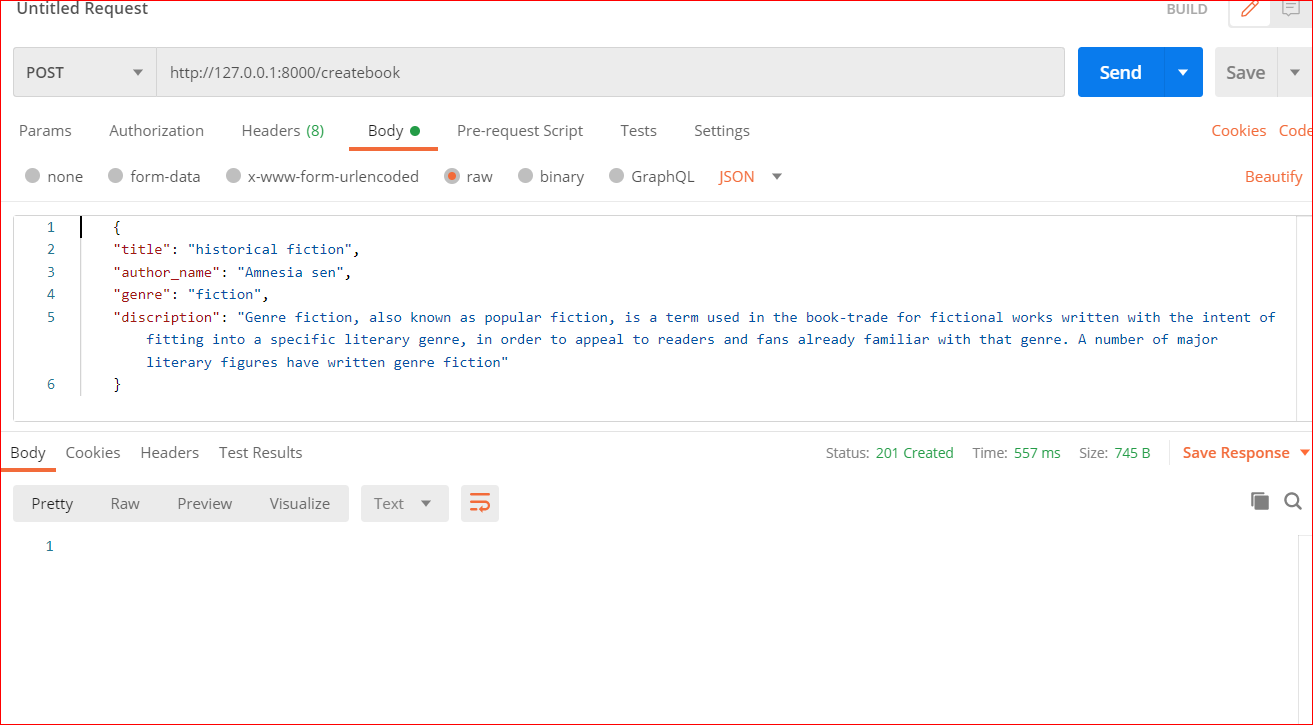 Untitled Request BUILD
POST http://127.0.0.1:8000/createbook Send Save
Params Authorization Headers (8) Body Pre-request Script Tests Settings Cookies Code
none form-data x-www-form-urlencoded raw binary GraphQL JSON Beautify
1 {
2 "title": "historical fiction",
3 "author_name": "Amnesia sen",
4 "genre": "fiction",
5 "discription": "Genre fiction, also known as popular fiction, is a term used in the book-trade for fictional works written with the intent of
fitting into a specific literary genre, in order to appeal to readers and fans already familiar with that genre. A number of major
literary figures have written genre fiction"
6 }
Body Cookies Headers Test Results Status: 201 Created Time: 557 ms Size: 745 B Save Response
Pretty Raw Preview Visualize Text
1